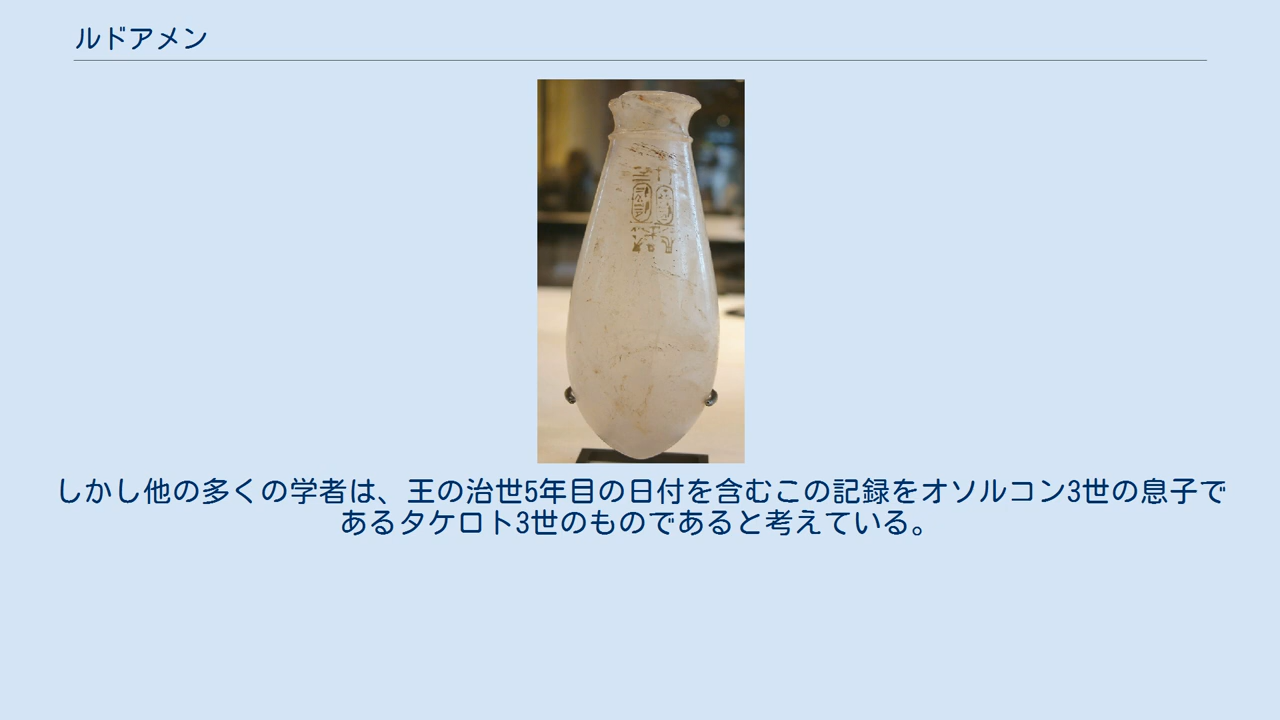 ルドアメン
しかし他の多くの学者は、王の治世5年目の日付を含むこの記録をオソルコン3世の息子で
あるタケロト3世のものであると考えている。